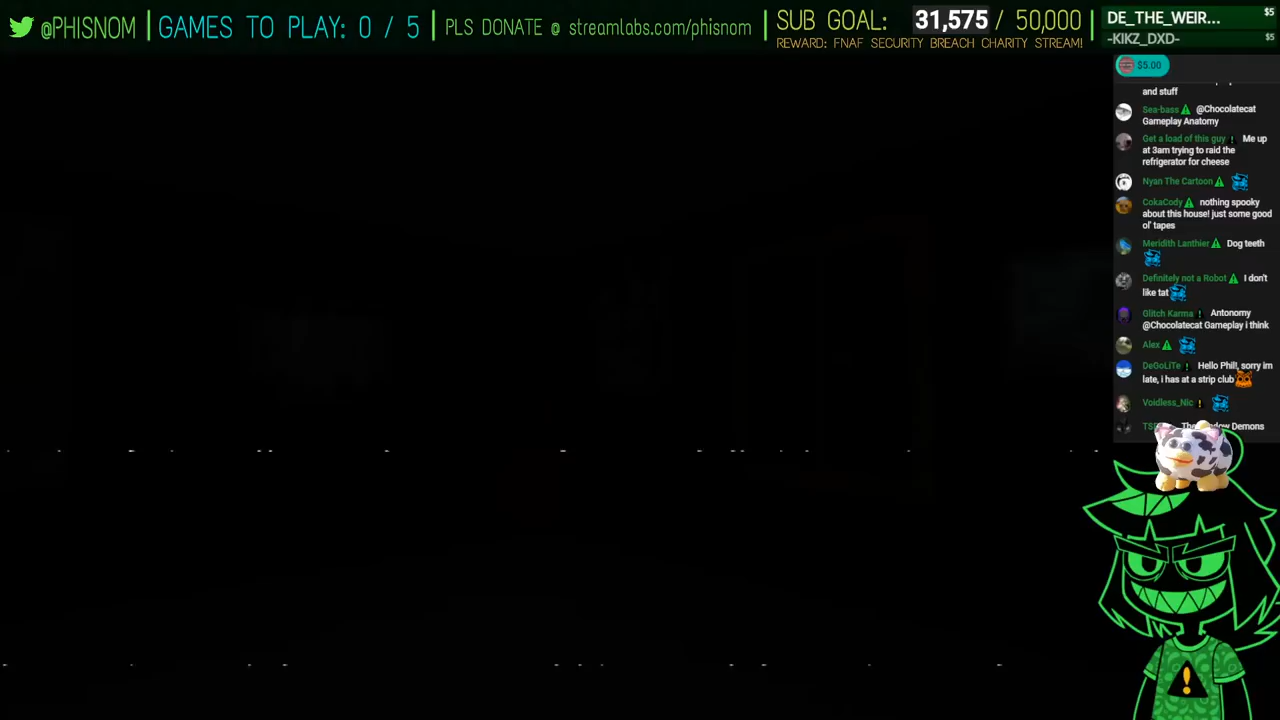 @PHISNOM
GAMES TO PLAY: 0 / 5
PLS DONATE @ streamlabs.com/phisnom
SUB GOAL: 31,575 / 50,000
REWARD: FNAF SECURITY BREACH CHARITY STREAM!
DE_THE_WEIR... $5
-KIKZ_DXD- $5
$5.00
and stuff
Sea-bass @Chocolatecat
Gameplay Anatomy
Get a load of this guy Me up
at 3am trying to raid the
refrigerator for cheese
Nyan The Cartoon
CokaCody nothing spooky
about this house! just some good
ol' tapes
Meridith Lanthier Dog teeth
Definitely not a Robot I don't
like tat
Glitch Karma Antonomy
@Chocolatecat Gameplay i think
Alex
DeGoLiTe Hello Phil!, sorry im
late, i has at a strip club
Voidless_Nic
Demons